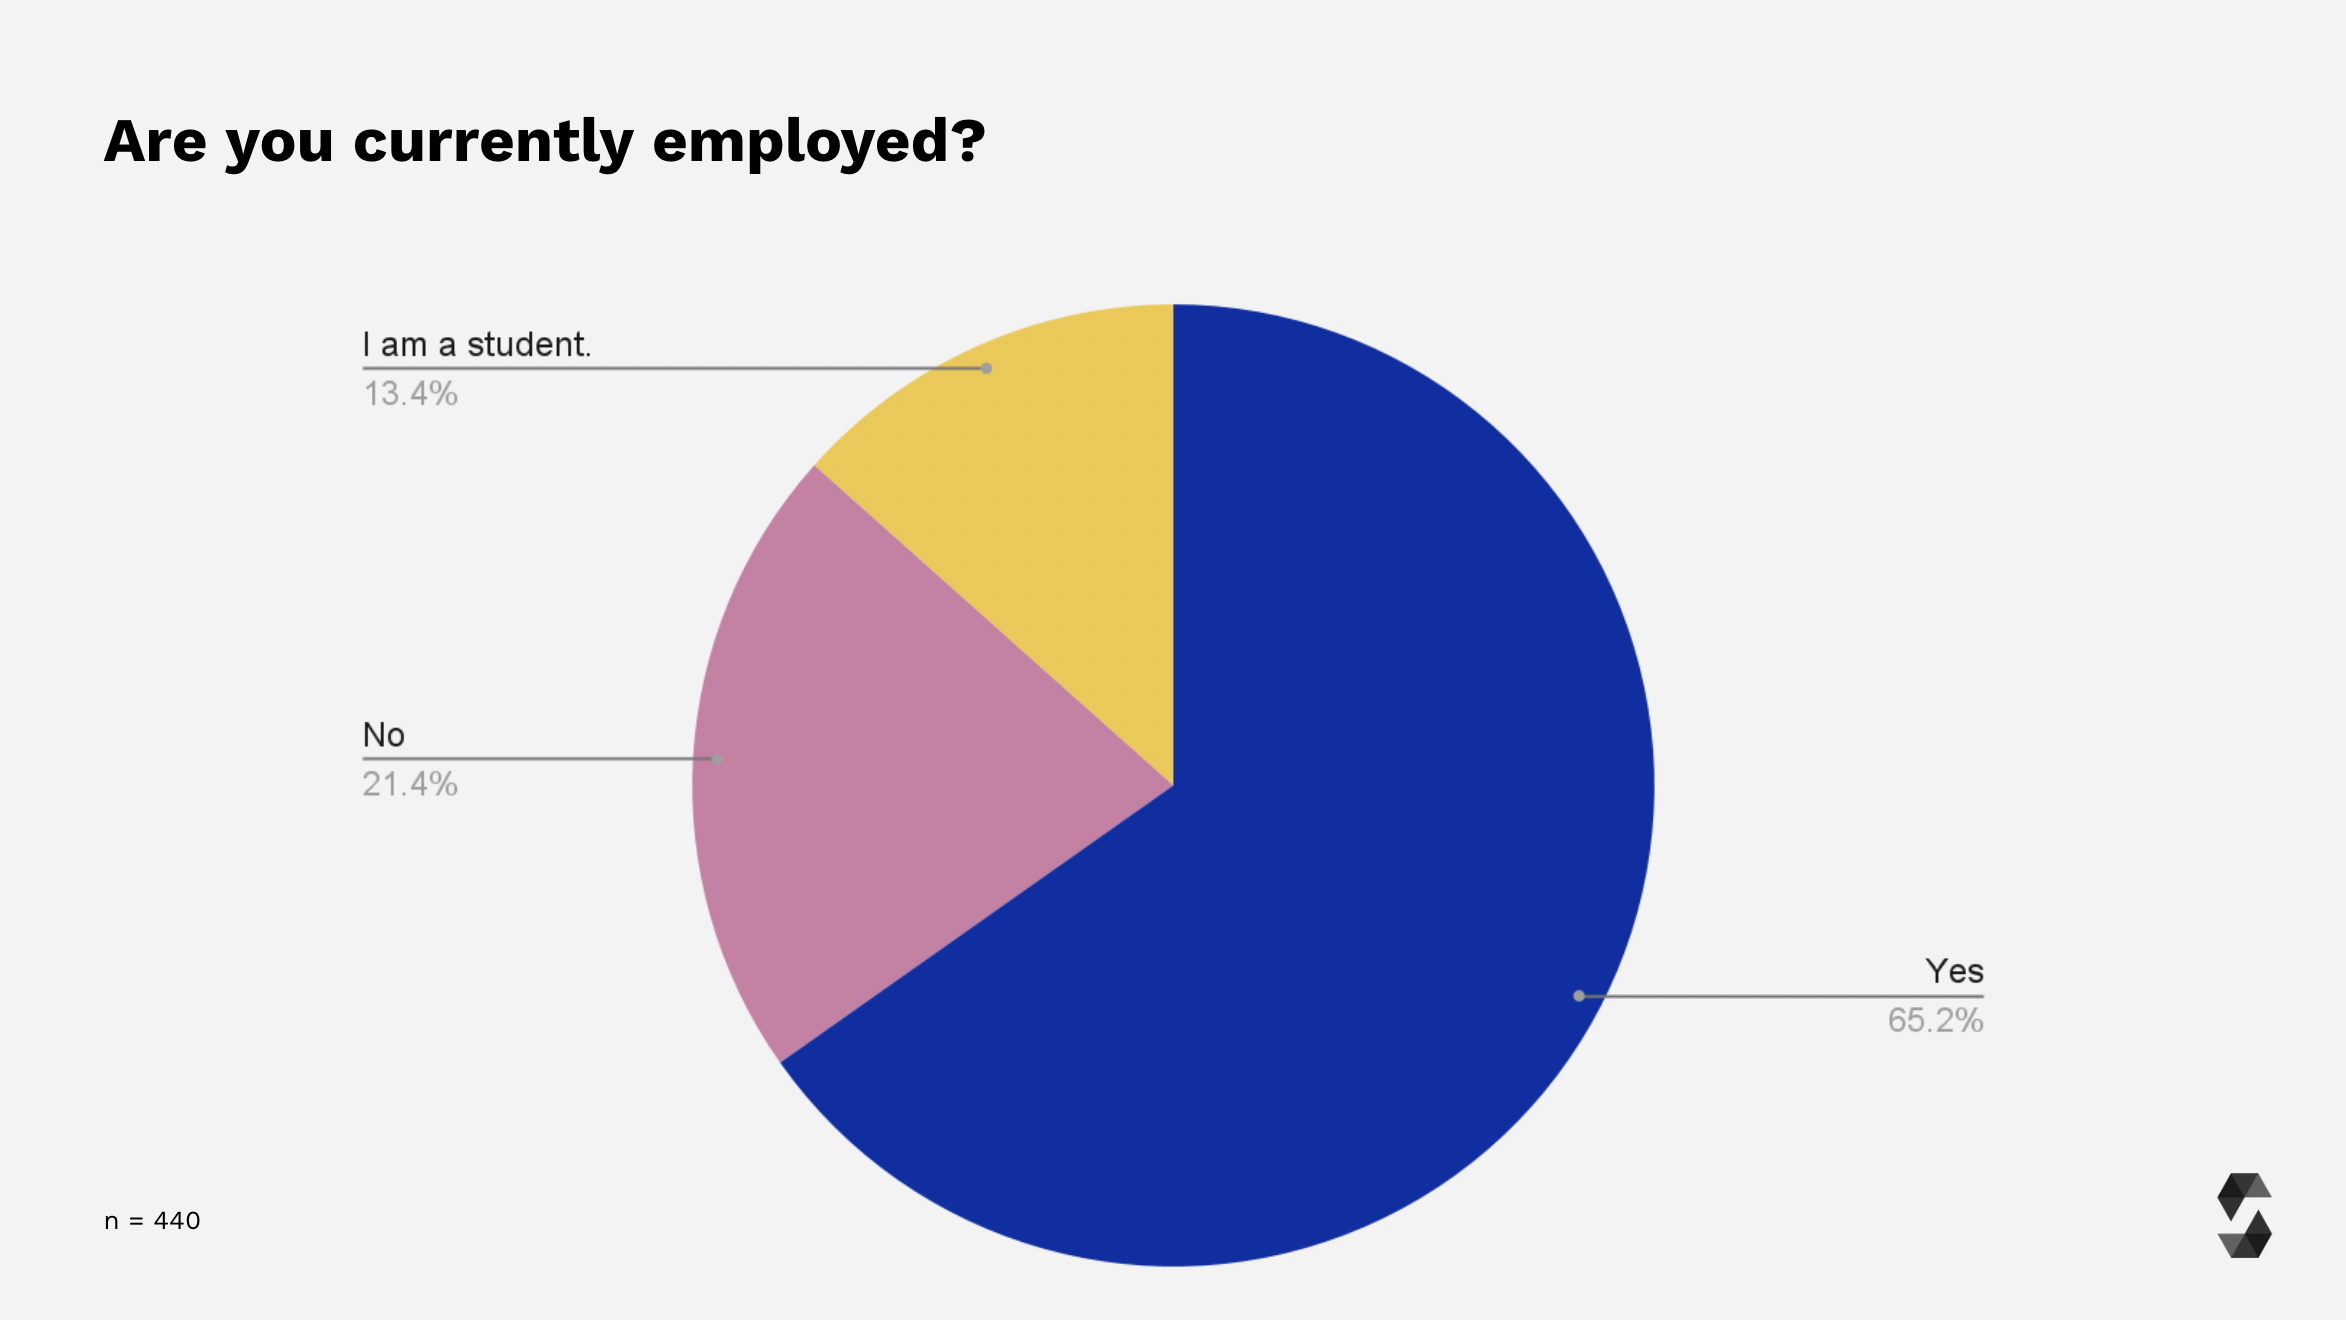 Are you currently employed?
I am a student.
13.4%
No
21.4%
Yes
65.2%
n = 440